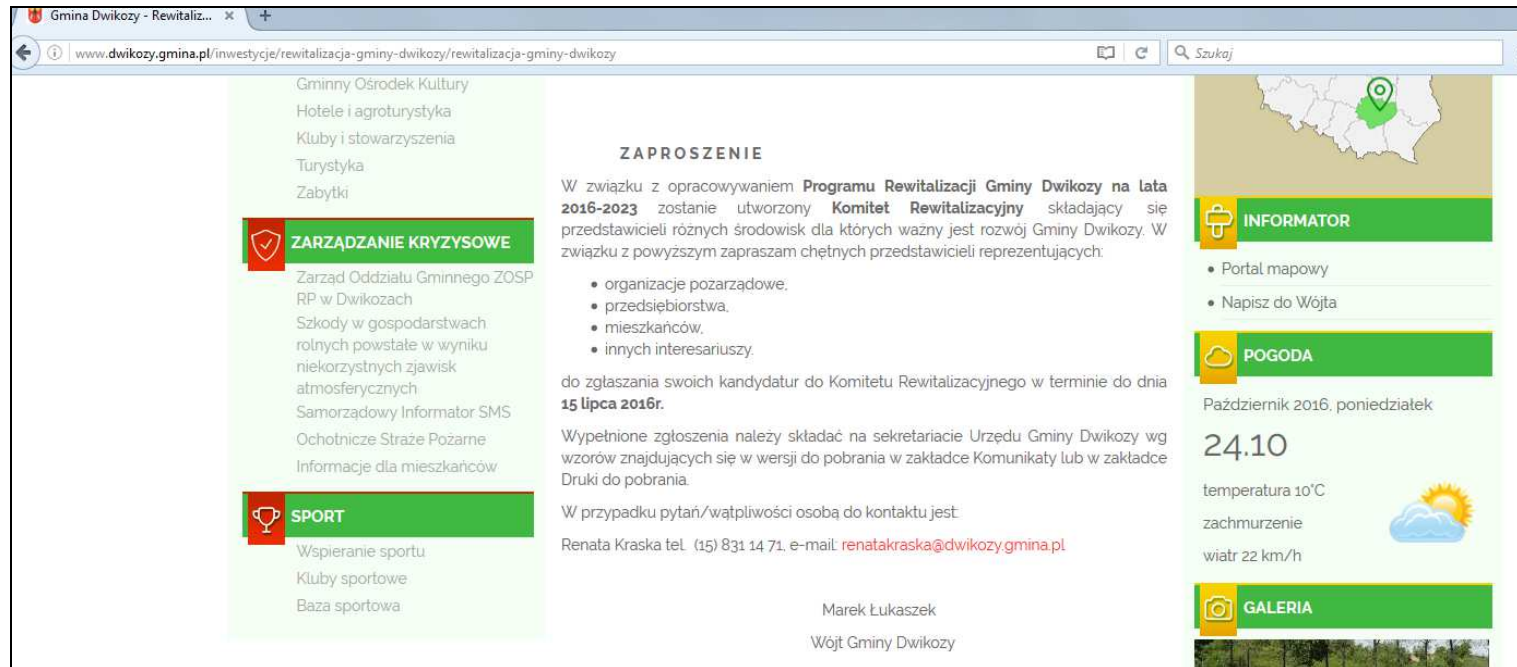 Gmina Dwikozy - Rewitaliz...
www.dwikozy.gmina.pl/inwestycje/rewitalizacja-gminy-dwikozy/rewitalizacja-gminy-dwikozy
Szukaj
Gminny Ośrodek Kultury
Hotele i agroturystyka
Kluby i stowarzyszenia
Turystyka
Zabytki
ZARZĄDZANIE KRYZYSOWE
Zarząd Oddziału Gminnego ZOSP
RP w Dwikozach
Szkody w gospodarstwach
rolnych powstałe w wyniku
niekorzystnych zjawisk
atmosferycznych
Samorządowy Informator SMS
Ochotnicze Straże Pożarne
Informacje dla mieszkańców
SPORT
Wspieranie sportu
Kluby sportowe
Baza sportowa
ZAPROSZENIE
W związku z opracowywaniem Programu Rewitalizacji Gminy Dwikozy na lata
2016-2023 zostanie utworzony Komitet Rewitalizacyjny składający się
przedstawicieli różnych środowisk dla których ważny jest rozwój Gminy Dwikozy. W
związku z powyższym zapraszam chętnych przedstawicieli reprezentujących:
• organizacje pozarządowe,
• przedsiębiorstwa,
• mieszkańców,
• innych interesariuszy.
do zgłaszania swoich kandydatur do Komitetu Rewitalizacyjnego w terminie do dnia
15 lipca 2016r.
Wypełnione zgłoszenia należy składać na sekretariacie Urzędu Gminy Dwikozy wg
wzorów znajdujących się w wersji do pobrania w zakładce Komunikaty lub w zakładce
Druki do pobrania.
W przypadku pytań/wątpliwości osobą do kontaktu jest:
Renata Kraska tel. (15) 831 14 71, e-mail: renatakraska@dwikozy.gmina.pl
Marek Łukaszek
Wójt Gminy Dwikozy
INFORMATOR
• Portal mapowy
• Napisz do Wójta
POGODA
Październik 2016, poniedziałek
24.10
temperatura 10°C
zachmurzenie
wiatr 22 km/h
GALERIA